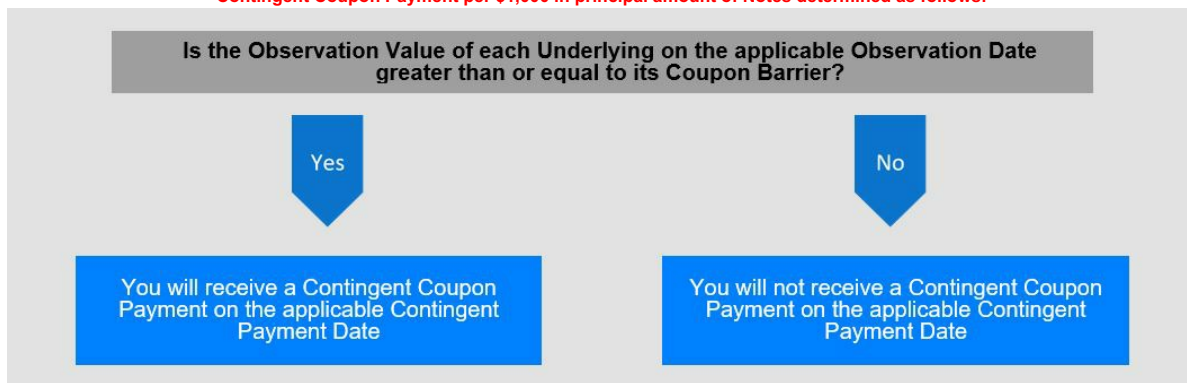 Contingent Coupon Payment per $1,000 in principal amount of Notes determined as follows:
Is the Observation Value of each Underlying on the applicable Observation Date
greater than or equal to its Coupon Barrier?
Yes
No
You will receive a Contingent Coupon
Payment on the applicable Contingent
Payment Date
You will not receive a Contingent Coupon
Payment on the applicable Contingent
Payment Date